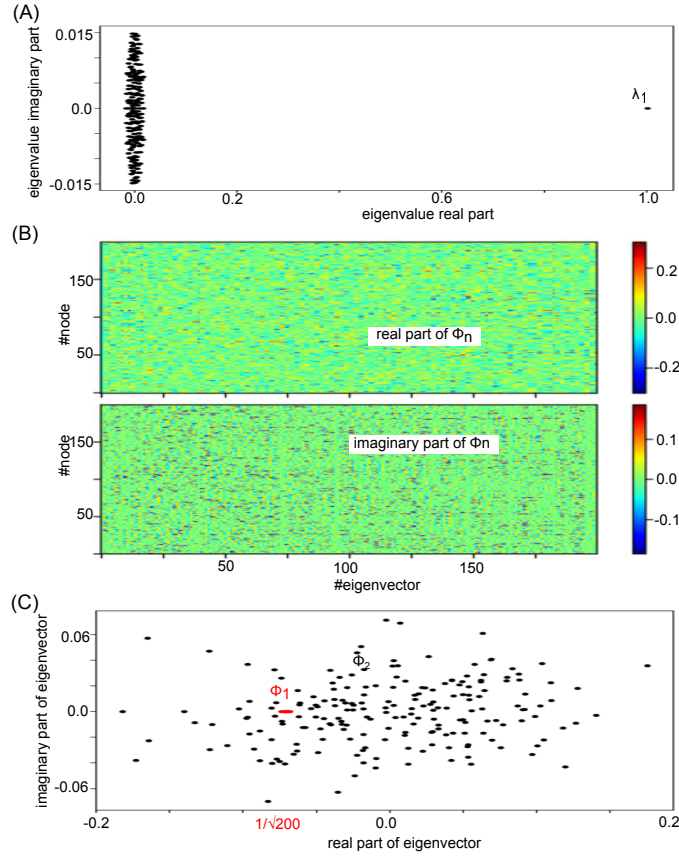 (A)
eigenvalue imaginary part
0.015
0.0
-0.015
λ1
0.0
0.2
0.6
1.0
eigenvalue real part
(B)
#node
150
50
real part of Φn
0.2
0.0
-0.2
#node
150
50
imaginary part of Φn
0.1
0.0
-0.1
50
100
150
#eigenvector
(C)
imaginary part of eigenvector
0.06
0.0
-0.06
Φ1
Φ2
-0.2
1/√200
0.0
0.2
real part of eigenvector